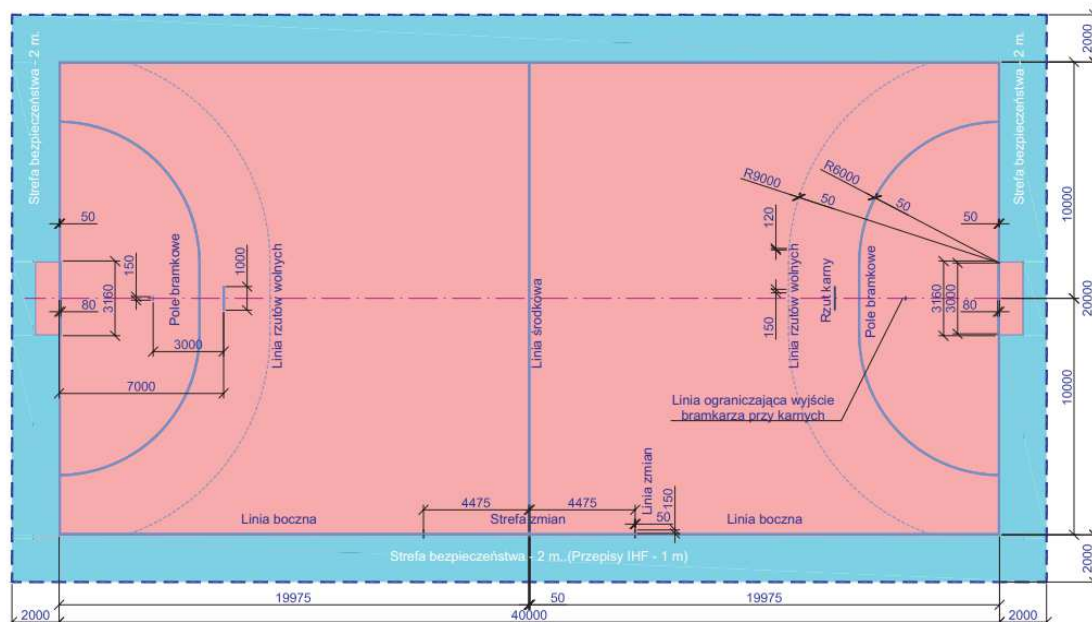 Strefa bezpieczeństwa - 2 m.
50
150
1000
3160
Pole bramkowe
80
3000
7000
Linia rzutów wolnych
Linia środkowa
R9000
R6000
50
50
120
150
Linia rzutów wolnych
Rzut karny
Pole bramkowe
50
3160
3000
80
Strefa bezpieczeństwa - 2 m.
2000
10000
20000
10000
2000
Linia ograniczająca wyjście
bramkarza przy karnych
4475
4475
Linia zmian
150
50
Linia boczna
Strefa zmian
Linia boczna
Strefa bezpieczeństwa - 2 m..(Przepisy IHF - 1 m)
19975
50
19975
2000
40000
2000